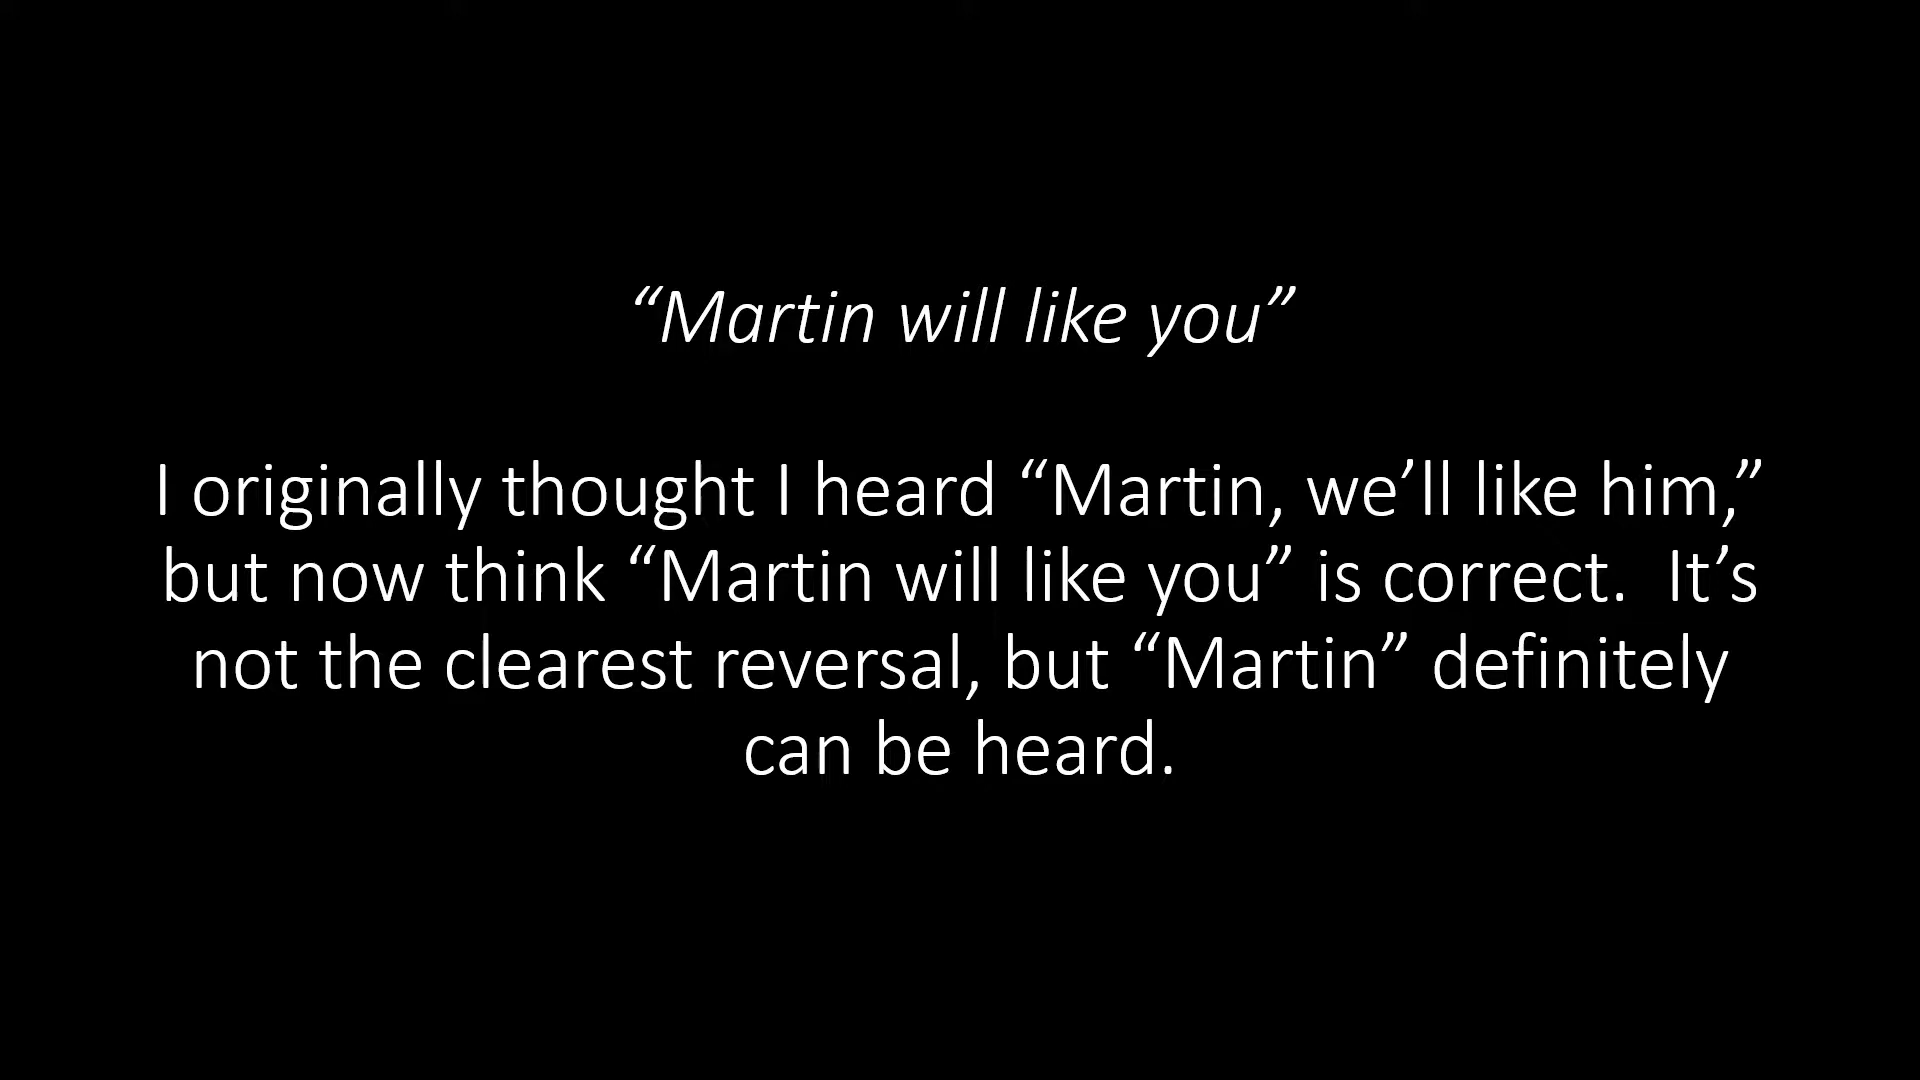 “Martin will like you”
I originally thought I heard “Martin, we’ll like him,”
but now think “Martin will like you” is correct.  It’s
not the clearest reversal, but “Martin” definitely
can be heard.